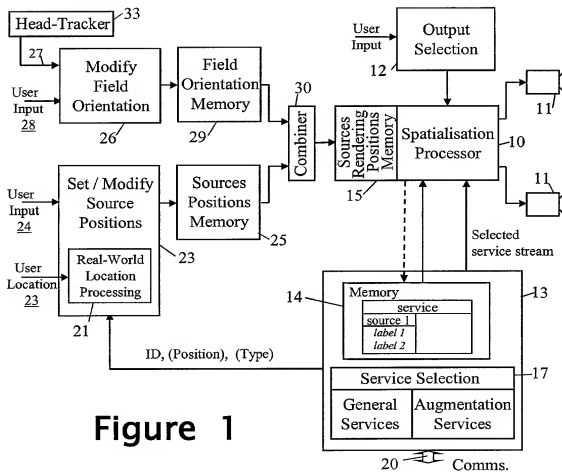 Head-Tracker
33
27
User
Input
28
Modify
Field
Orientation
26
Field
Orientation
Memory
29
30
Combiner
User
Input
Output
Selection
12
Sources
Rendering
Positions
Memory
15
Spatialisation
Processor
10
11
11
User
Input
24
Set / Modify
Source
Positions
Sources
Positions
Memory
25
23
User
Location
23
Real-World
Location
Processing
21
ID, (Position), (Type)
Selected
service stream
13
14
Memory
service
source 1
label 1
label 2
17
Service Selection
General
Services
Augmentation
Services
20
Comms.
Figure 1